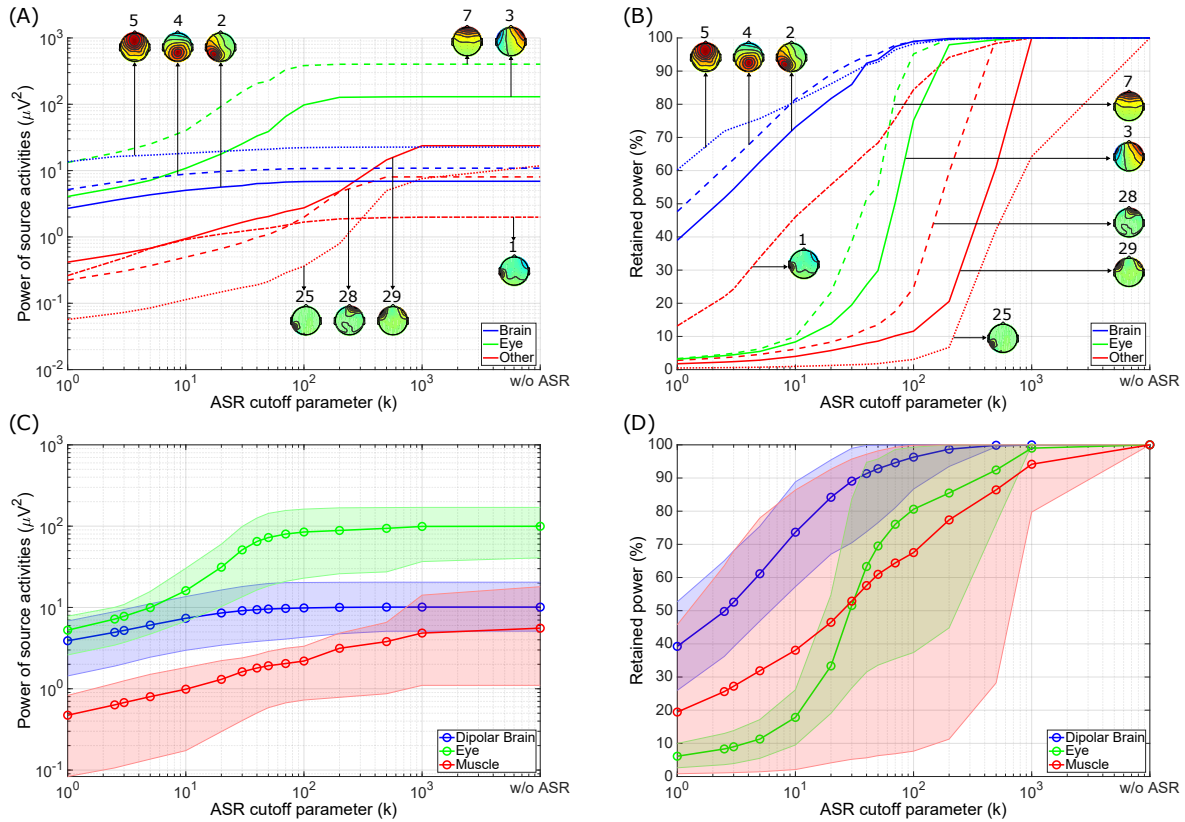 (A)
Power of source activities (μV²)
10³
10²
10¹
10⁰
10⁻¹
10⁻²
5 4 2 7 3
1
25 28 29
Brain
Eye
Other
10⁰ 10¹ 10² 10³ w/o ASR
ASR cutoff parameter (k)
(B)
Retained power (%)
100
90
80
70
60
50
40
30
20
10
0
5 4 2
7
3
28
1
29
25
Brain
Eye
Other
10⁰ 10¹ 10² 10³ w/o ASR
ASR cutoff parameter (k)
(C)
Power of source activities (μV²)
10³
10²
10¹
10⁰
10⁻¹
Dipolar Brain
Eye
Muscle
10⁰ 10¹ 10² 10³ w/o ASR
ASR cutoff parameter (k)
(D)
Retained power (%)
100
90
80
70
60
50
40
30
20
10
0
Dipolar Brain
Eye
Muscle
10⁰ 10¹ 10² 10³ w/o ASR
ASR cutoff parameter (k)